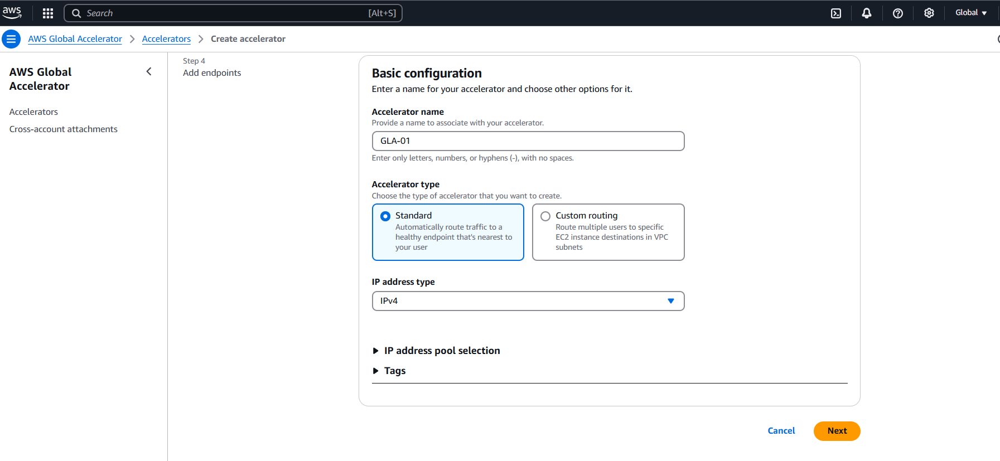 aws
Search [Alt+S]
Global
AWS Global Accelerator
Accelerators
Create accelerator
AWS Global
Accelerator
Accelerators
Cross-account attachments
Step 4
Add endpoints
Basic configuration
Enter a name for your accelerator and choose other options for it.
Accelerator name
Provide a name to associate with your accelerator.
GLA-01
Enter only letters, numbers, or hyphens (-), with no spaces.
Accelerator type
Choose the type of accelerator that you want to create.
Standard
Automatically route traffic to a
healthy endpoint that's nearest to
your user
Custom routing
Route multiple users to specific
EC2 instance destinations in VPC
subnets
IP address type
IPv4
IP address pool selection
Tags
Cancel
Next